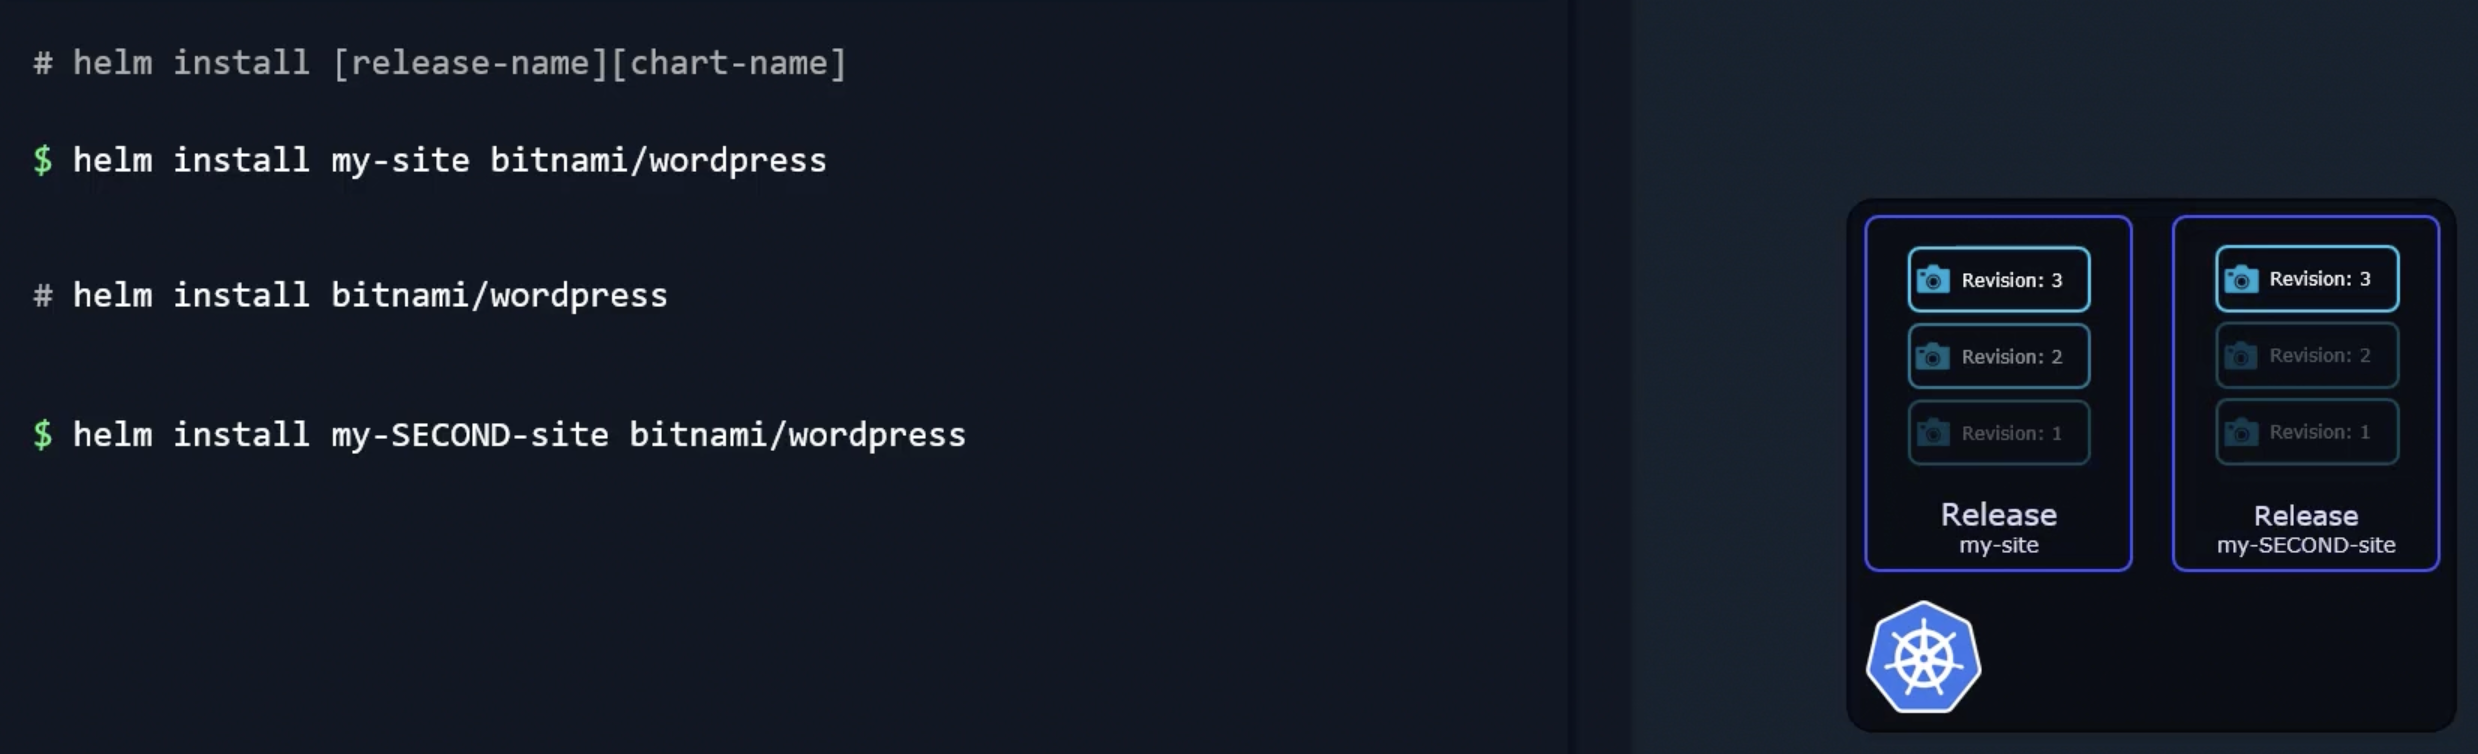 # helm install [release-name][chart-name]
$ helm install my-site bitnami/wordpress
# helm install bitnami/wordpress
$ helm install my-SECOND-site bitnami/wordpress
Revision: 3
Revision: 2
Revision: 1
Release
my-site
Revision: 3
Revision: 2
Revision: 1
Release
my-SECOND-site